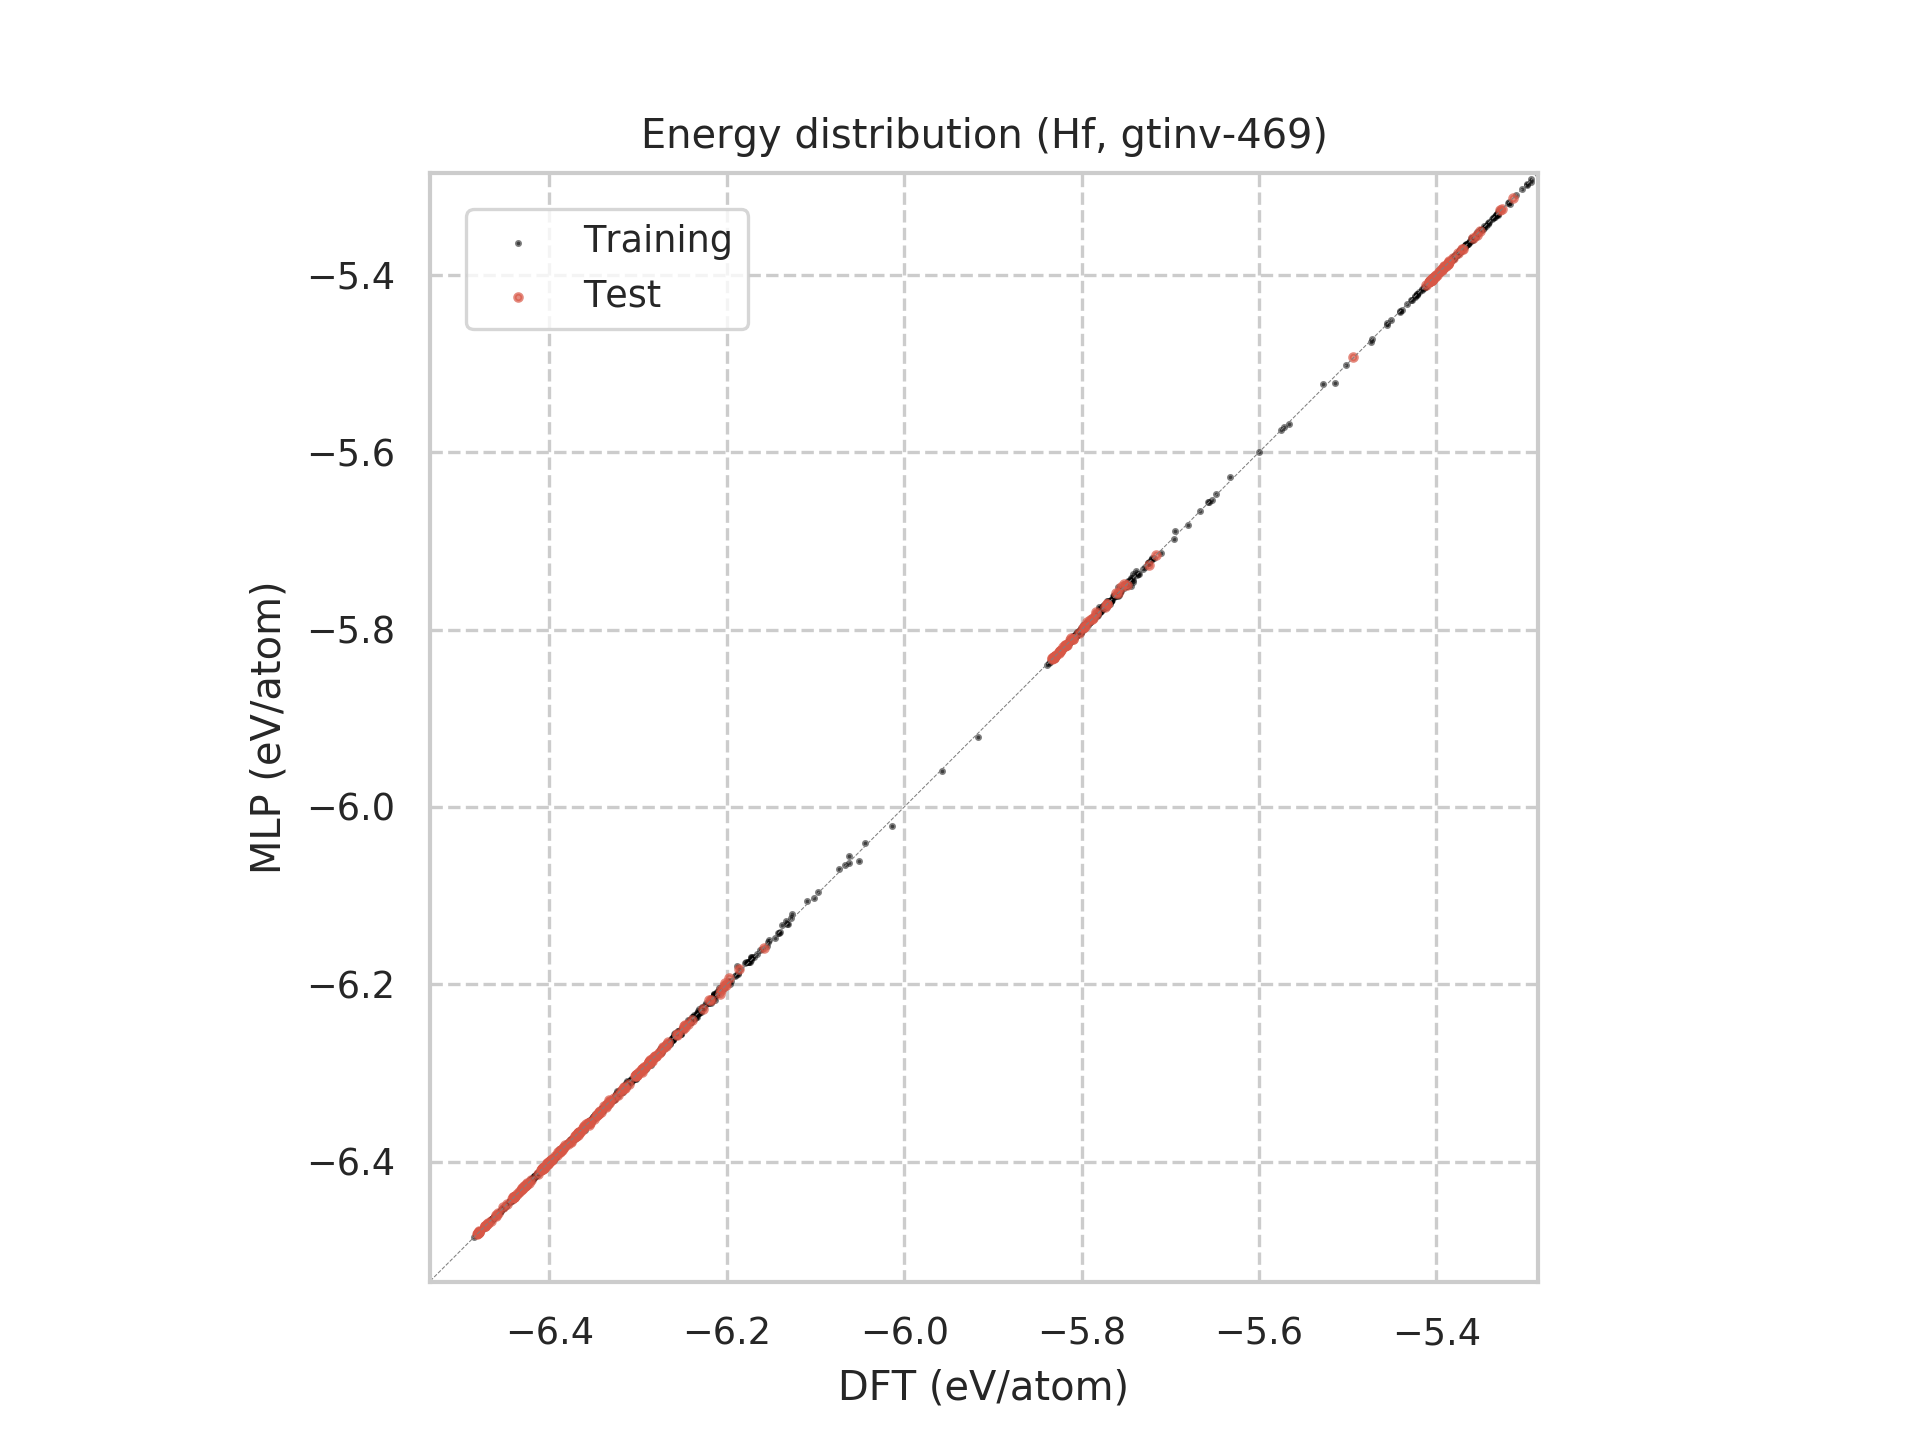 Energy distribution (Hf, gtinv-469)
Training
Test
MLP (eV/atom)
−5.4
−5.6
−5.8
−6.0
−6.2
−6.4
−6.4 −6.2 −6.0 −5.8 −5.6 −5.4
DFT (eV/atom)